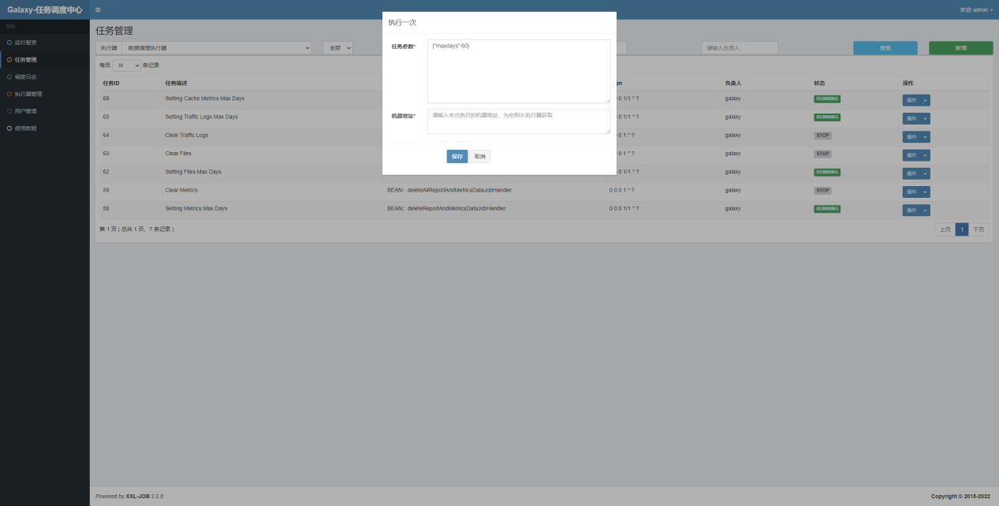 Galaxy-任务调度中心
欢迎 admin
导航
运行报表
任务管理
调度日志
执行器管理
用户管理
使用教程
任务管理
执行器 数据清理执行器 全部 请输入负责人 搜索 新增
每页 30 条记录
任务ID 任务描述 on 负责人 状态 操作
68 Setting Cache Metrics Max Days 0 1/1 * ? galaxy RUNNING 操作
65 Setting Traffic Logs Max Days 0 1/1 * ? galaxy RUNNING 操作
64 Clear Traffic Logs 0 1 * ? galaxy STOP 操作
63 Clear Files 0 1 * ? galaxy STOP 操作
62 Setting Files Max Days 0 1/1 * ? galaxy RUNNING 操作
59 Clear Metrics BEAN：deleteAllReportAndMetricsDataJobHandler 0 0 0 1 * ? galaxy STOP 操作
58 Setting Metrics Max Days BEAN：deleteReportAndMetricsDataJobHandler 0 0 0 1/1 * ? galaxy RUNNING 操作
第 1 页 ( 总共 1 页，7 条记录 ) 上页 1 下页
执行一次
任务参数* {"maxdays":60}
机器地址* 请输入本次执行的机器地址，为空则从执行器获取
保存 取消
Powered by XXL-JOB 2.2.0
Copyright © 2015-2022